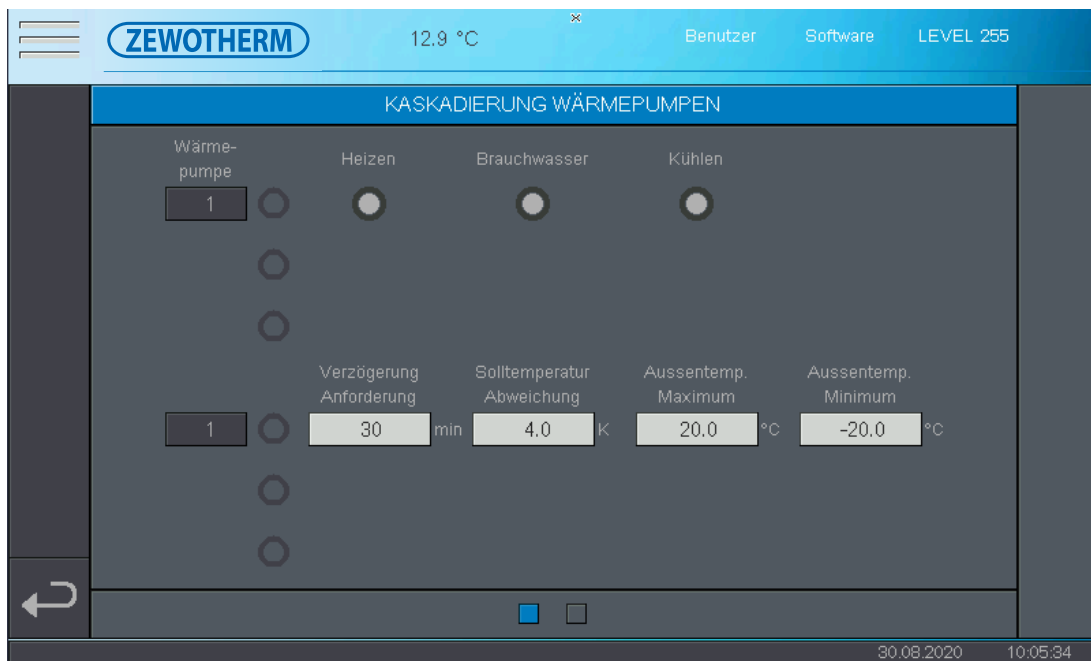 ZEWOTHERM 12.9 °C Benutzer Software LEVEL 255
KASKADIERUNG WÄRMEPUMPEN
Wärme-
pumpe
Heizen Brauchwasser Kühlen
1
Verzögerung
Anforderung
Solltemperatur
Abweichung
Aussentemp.
Maximum
Aussentemp.
Minimum
1 30 min 4.0 K 20.0 °C -20.0 °C
30.08.2020 10:05:34